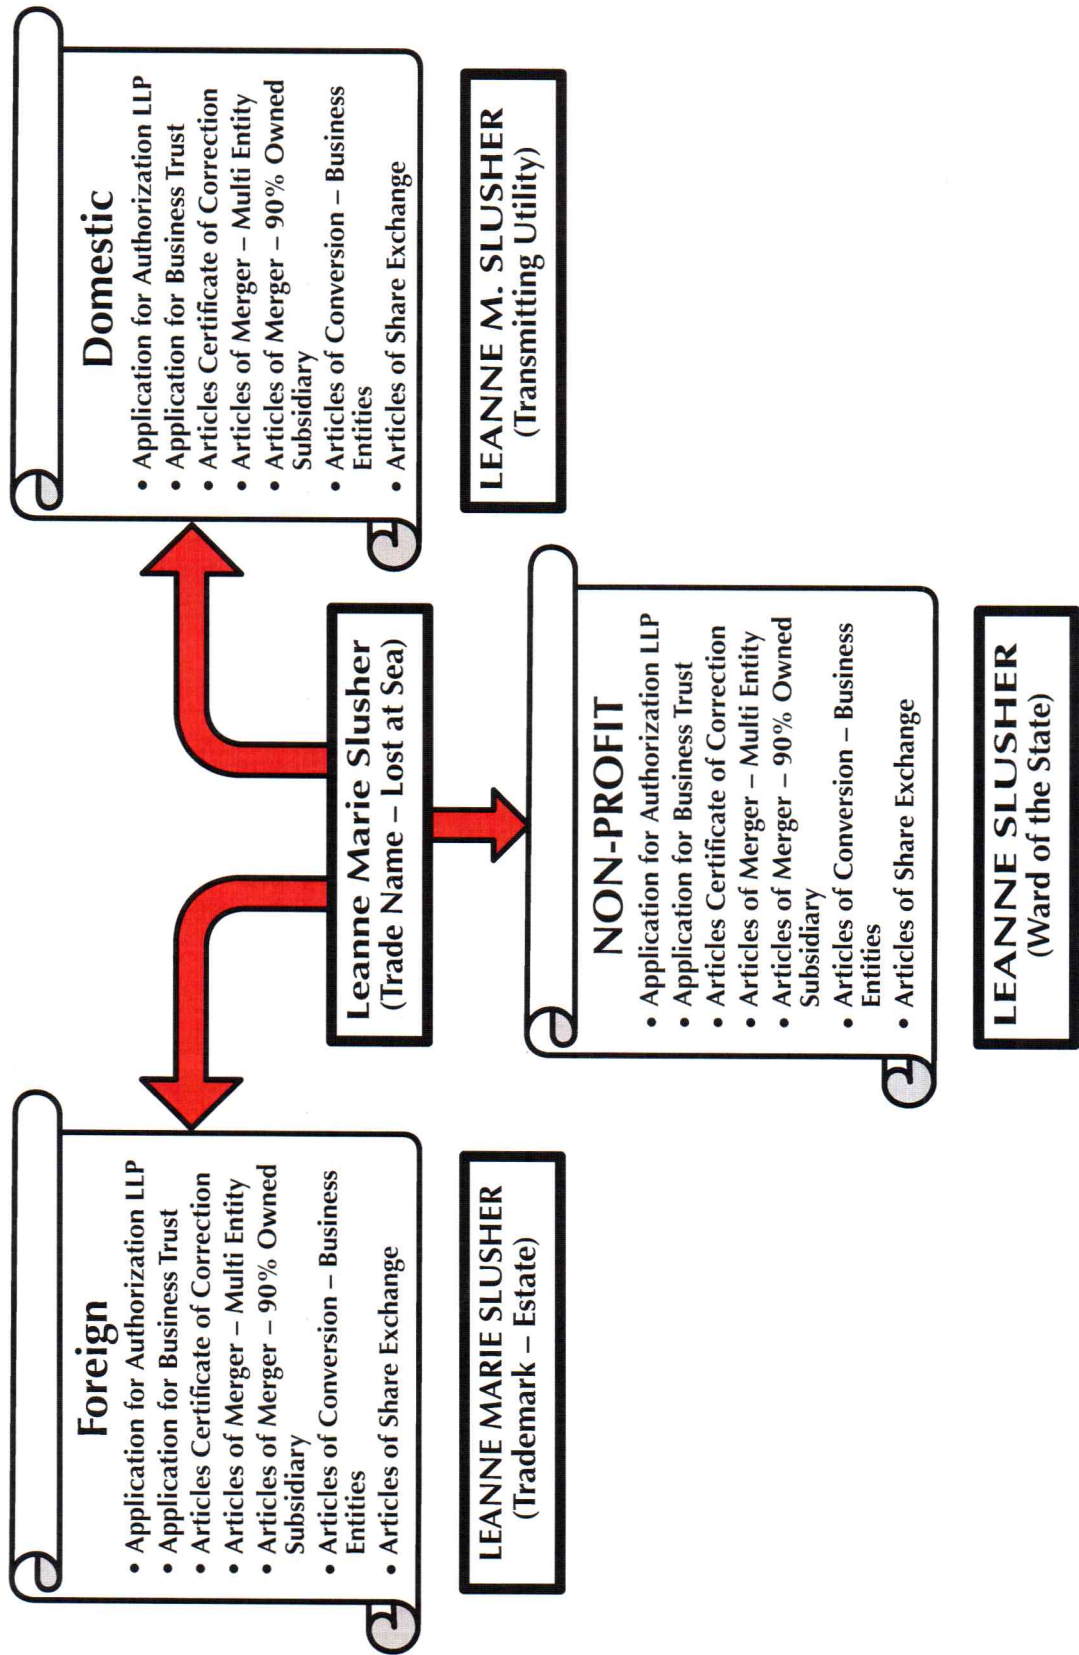 Foreign
• Application for Authorization LLP
• Application for Business Trust
• Articles Certificate of Correction
• Articles of Merger – Multi Entity
• Articles of Merger – 90% Owned
Subsidiary
• Articles of Conversion – Business
Entities
• Articles of Share Exchange
LEANNE MARIE SLUSHER
(Trademark – Estate)
Leanne Marie Slusher
(Trade Name – Lost at Sea)
NON-PROFIT
• Application for Authorization LLP
• Application for Business Trust
• Articles Certificate of Correction
• Articles of Merger – Multi Entity
• Articles of Merger – 90% Owned
Subsidiary
• Articles of Conversion – Business
Entities
• Articles of Share Exchange
LEANNE SLUSHER
(Ward of the State)
Domestic
• Application for Authorization LLP
• Application for Business Trust
• Articles Certificate of Correction
• Articles of Merger – Multi Entity
• Articles of Merger – 90% Owned
Subsidiary
• Articles of Conversion – Business
Entities
• Articles of Share Exchange
LEANNE M. SLUSHER
(Transmitting Utility)